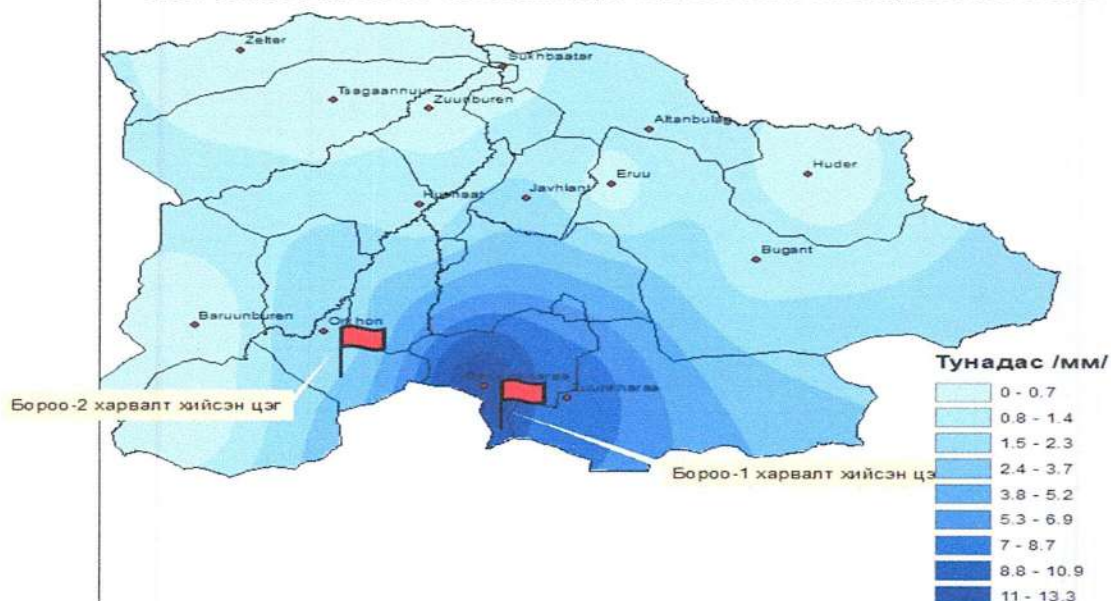 Zelter
Sukhbaatar
Tsagaannuur
Zuunburen
Altanbulag
Huder
Eruu
Javhlant
Hushaat
Bugant
Baruunburen
Orhon
Zuunkharaa
Бороо-2 харвалт хийсэн цэг
Бороо-1 харвалт хийсэн цэ
Тунадас /мм/
0 - 0.7
0.8 - 1.4
1.5 - 2.3
2.4 - 3.7
3.8 - 5.2
5.3 - 6.9
7 - 8.7
8.8 - 10.9
11 - 13.3